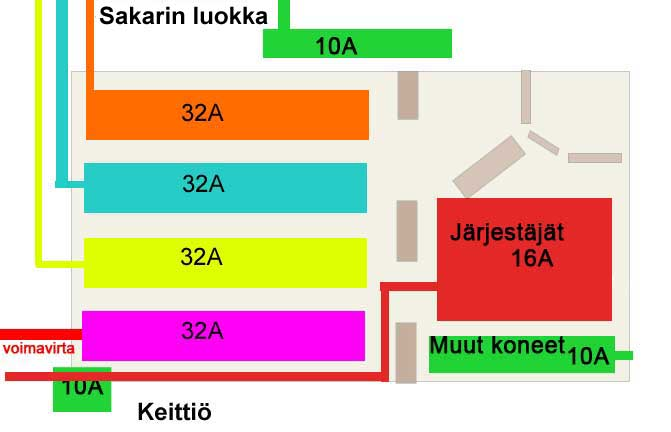 Sakarin luokka
10A
32A
32A
Järjestäjät
16A
32A
32A
voimavirta
Muut koneet 10A
10A
Keittiö